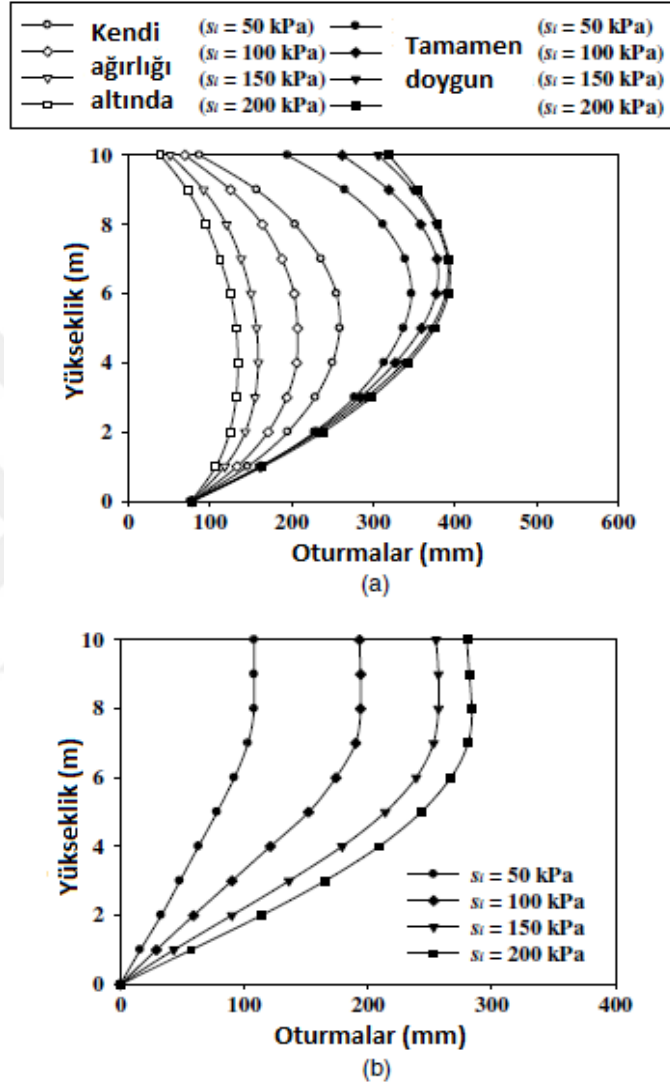 Kendi ağırlığı altında
(si = 50 kPa)
(si = 100 kPa)
(si = 150 kPa)
(si = 200 kPa)
Tamamen doygun
(si = 50 kPa)
(si = 100 kPa)
(si = 150 kPa)
(si = 200 kPa)
Yükseklik (m)
10
8
6
4
2
0
0 100 200 300 400 500 600
Oturmalar (mm)
(a)
Yükseklik (m)
10
8
6
4
2
0
si = 50 kPa
si = 100 kPa
si = 150 kPa
si = 200 kPa
0 100 200 300 400
Oturmalar (mm)
(b)